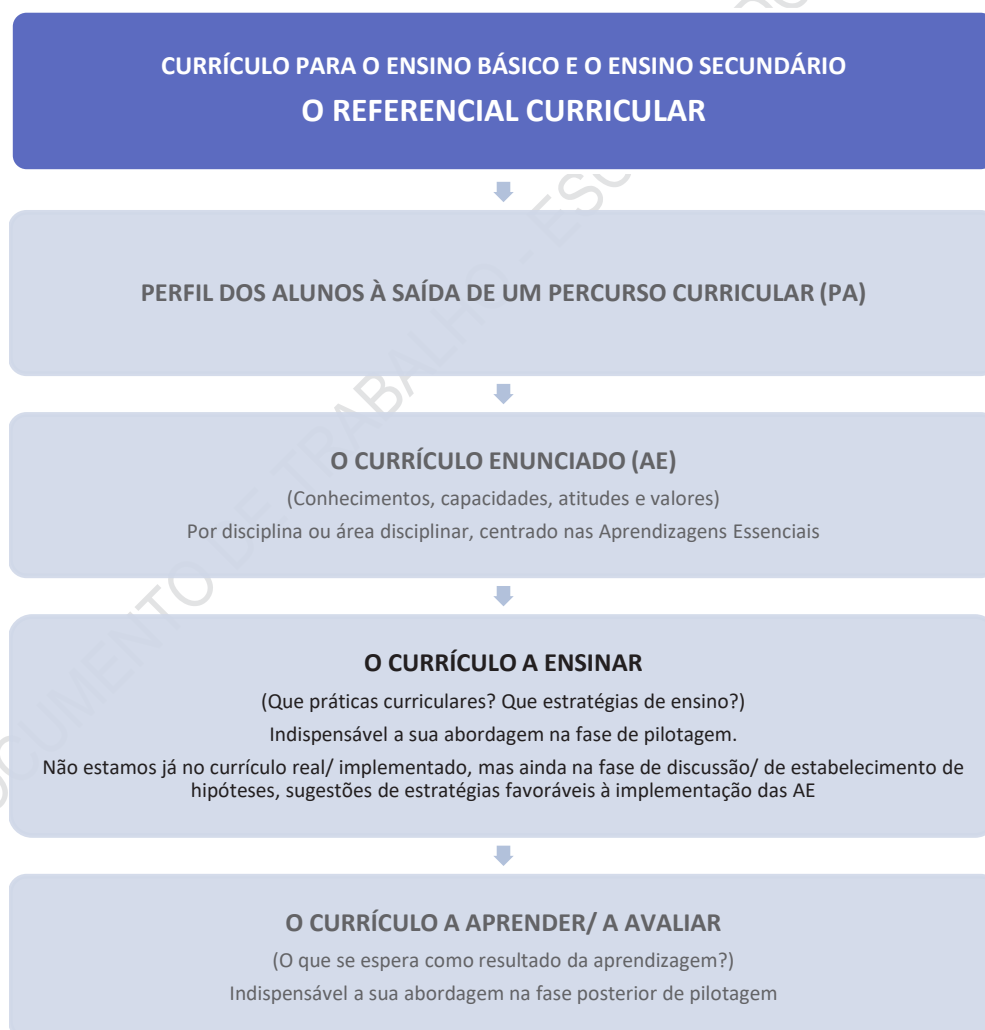 CURRÍCULO PARA O ENSINO BÁSICO E O ENSINO SECUNDÁRIO
O REFERENCIAL CURRICULAR
PERFIL DOS ALUNOS À SAÍDA DE UM PERCURSO CURRICULAR (PA)
O CURRÍCULO ENUNCIADO (AE)
(Conhecimentos, capacidades, atitudes e valores)
Por disciplina ou área disciplinar, centrado nas Aprendizagens Essenciais
O CURRÍCULO A ENSINAR
(Que práticas curriculares? Que estratégias de ensino?)
Indispensável a sua abordagem na fase de pilotagem.
Não estamos já no currículo real/ implementado, mas ainda na fase de discussão/ de estabelecimento de
hipóteses, sugestões de estratégias favoráveis à implementação das AE
O CURRÍCULO A APRENDER/ A AVALIAR
(O que se espera como resultado da aprendizagem?)
Indispensável a sua abordagem na fase posterior de pilotagem
DOCUMENTO DE TRABALHO -